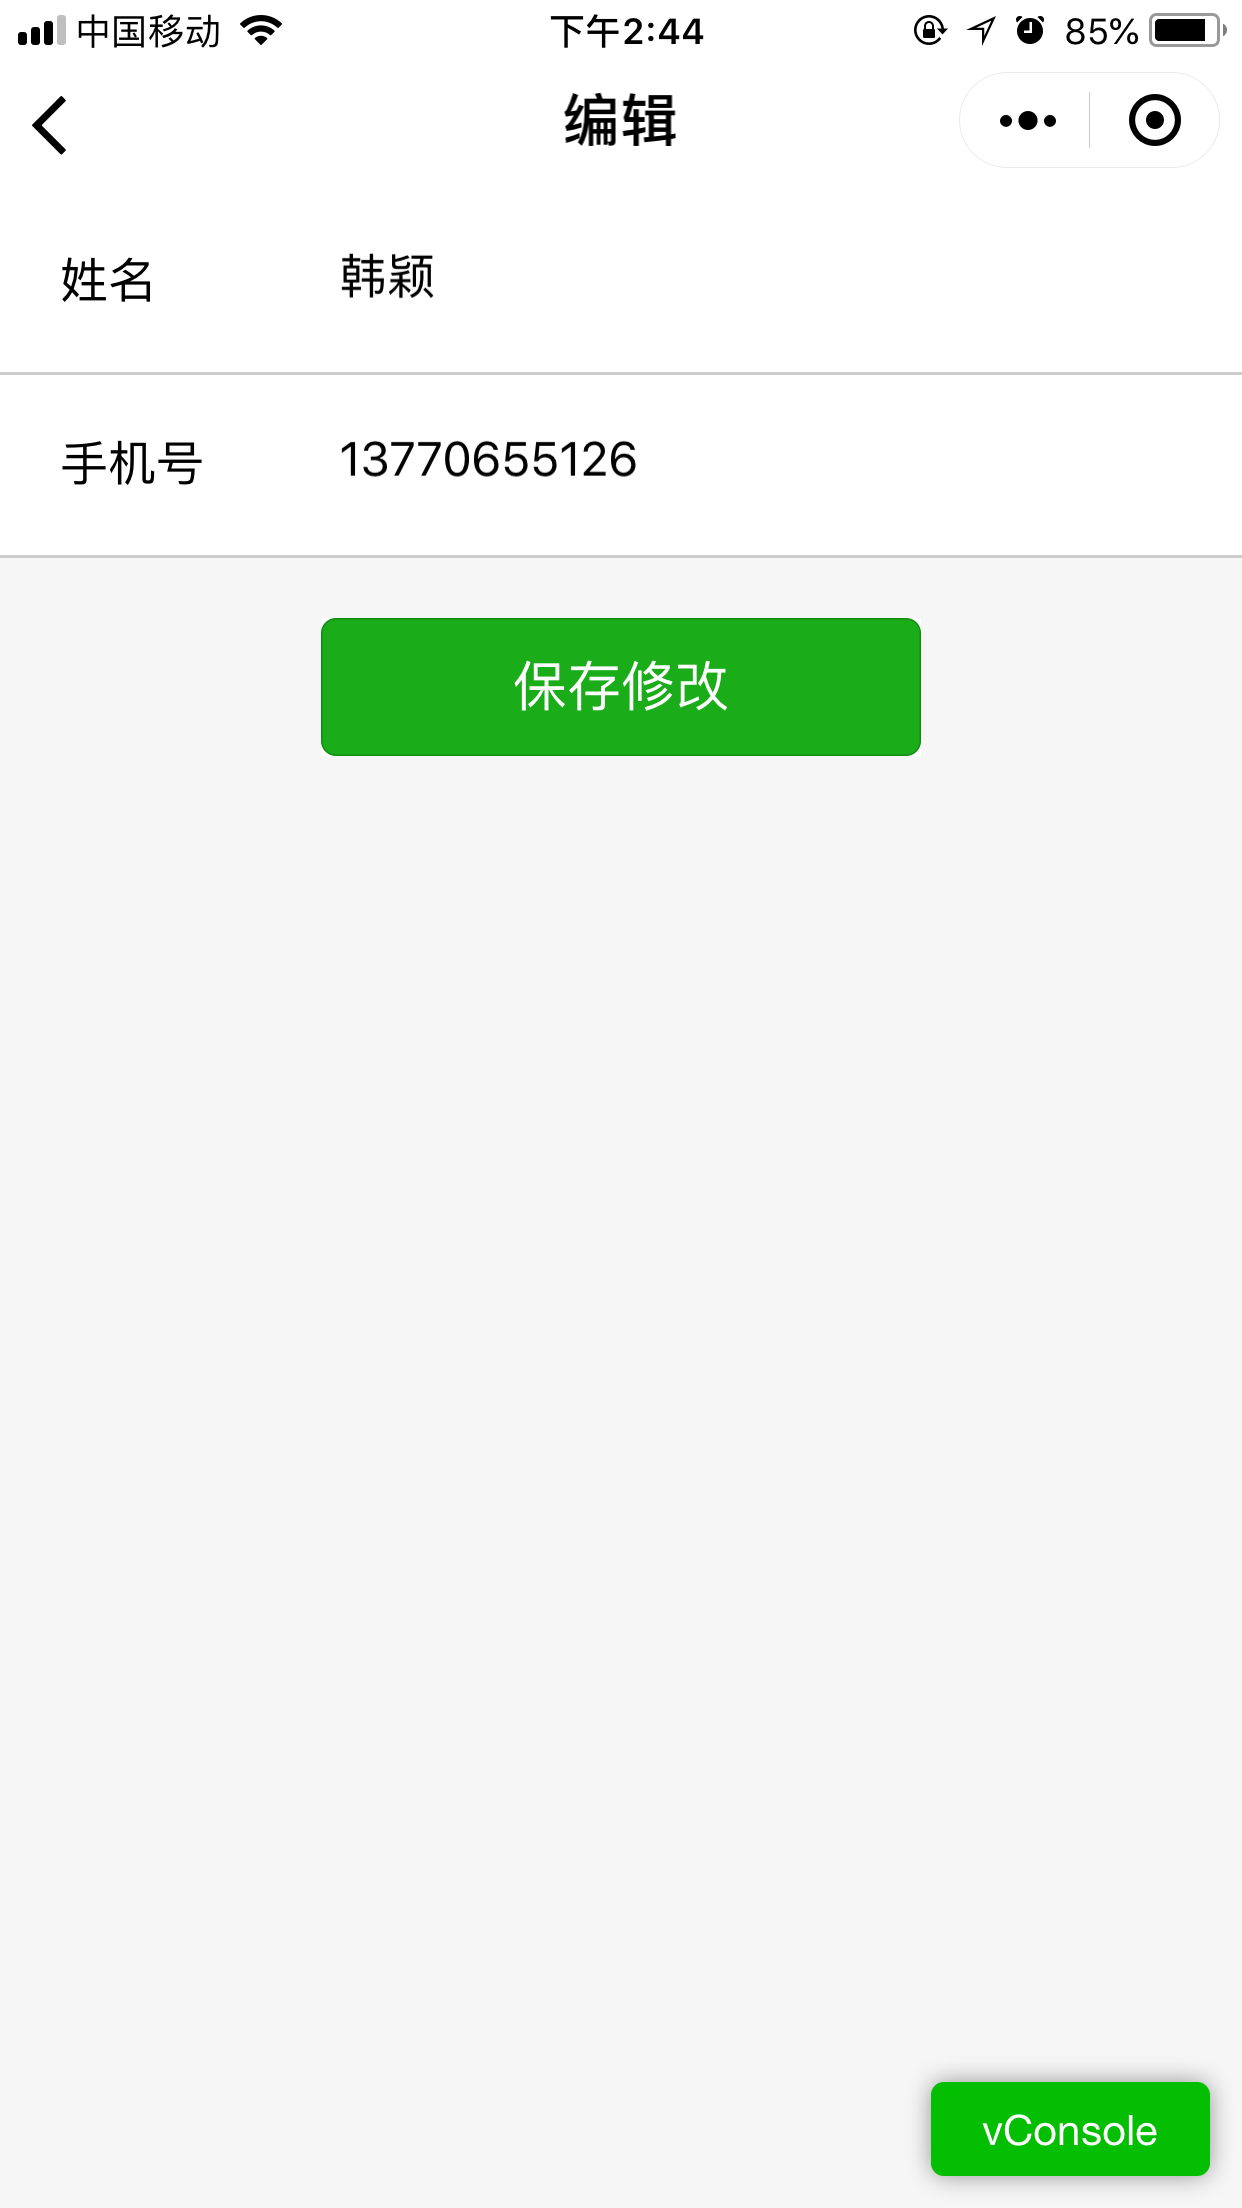 中国移动 下午2:44 85%
编辑
姓名 韩颖
手机号 13770655126
保存修改
vConsole